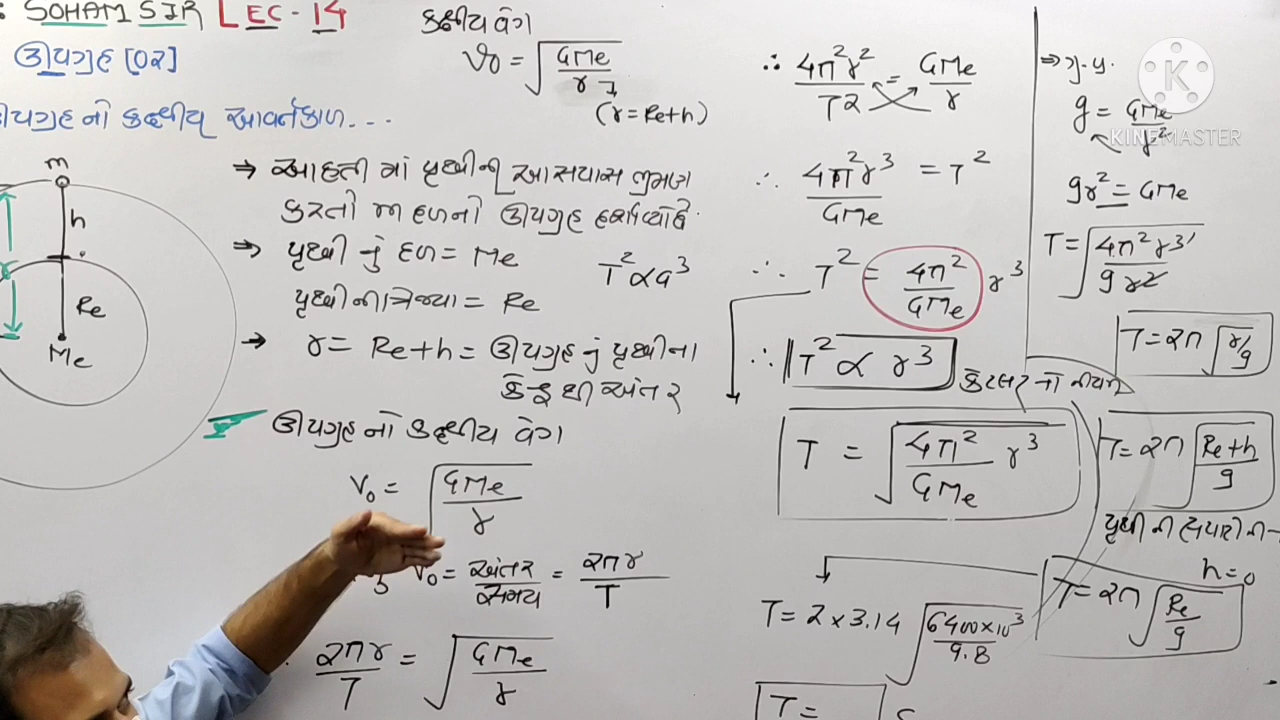 : SOHAM SIR LEC-14
ઉપગ્રહ [02]
ઉપગ્રહ નો કક્ષીય આવર્તકાળ...
m
h
Re
Me
r
કક્ષીય વેગ
v₀ = √(GMe/r)
(r = Re+h)
⇒ આકૃતિ માં પૃથ્વીની આસપાસ ભ્રમણ
કરતો m દળનો ઉપગ્રહ દર્શાવ્યો છે.
⇒ પૃથ્વી નું દળ = Me
T² ∝ a³
પૃથ્વી ની ત્રિજ્યા = Re
→ r = Re+h = ઉપગ્રહ નું પૃથ્વીના
કેન્દ્ર થી અંતર
ઉપગ્રહ નો કક્ષીય વેગ
v₀ = √(GMe/r)
v₀ = અંતર/સમય = 2πr/T
2πr/T = √(GMe/r)
∴ 4π²r²/T² = GMe/r
∴ 4π²r³/GMe = T²
∴ T² = 4π²/GMe r³
∴ T² ∝ r³
કેપ્લર નો નિયમ
T = √(4π²/GMe r³)
T = 2×3.14 √(6400×10³/9.8)
T =
⇒ ગુ.પ્ર.
g = GMe/r²
gr² = GMe
T = √(4π²r³/gr²)
T = 2π √(r/g)
T = 2π √(Re+h/g)
પૃથ્વી ની સપાટી ની
h = 0
T = 2π √(Re/g)
KINEMASTER